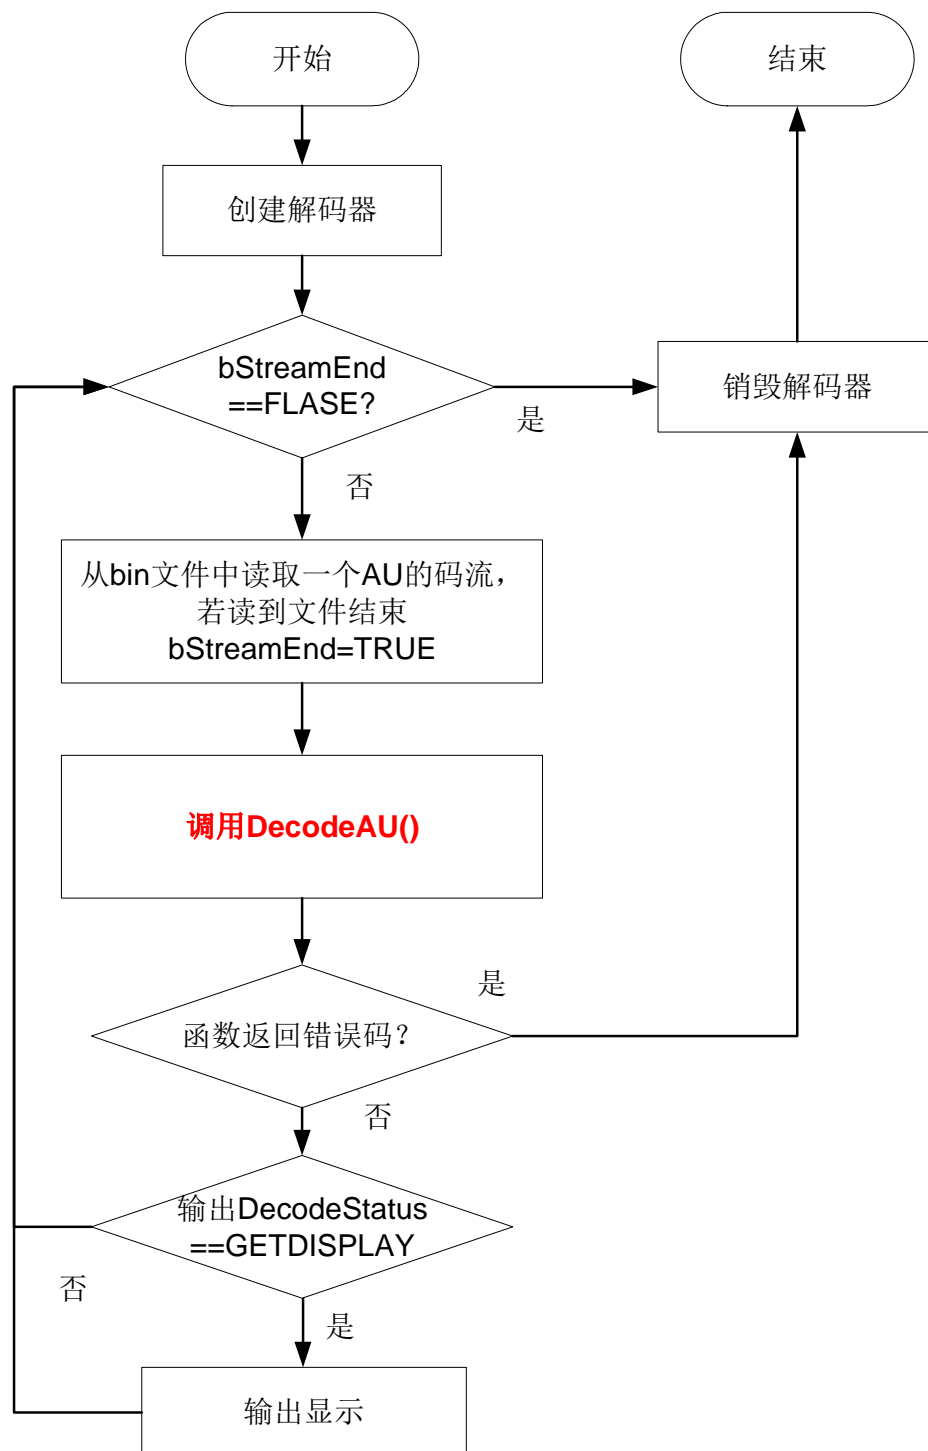 开始
结束
创建解码器
bStreamEnd
==FLASE?
销毁解码器
是
否
从bin文件中读取一个AU的码流，
若读到文件结束
bStreamEnd=TRUE
调用DecodeAU()
是
函数返回错误码？
否
输出DecodeStatus
==GETDISPLAY
否
是
输出显示